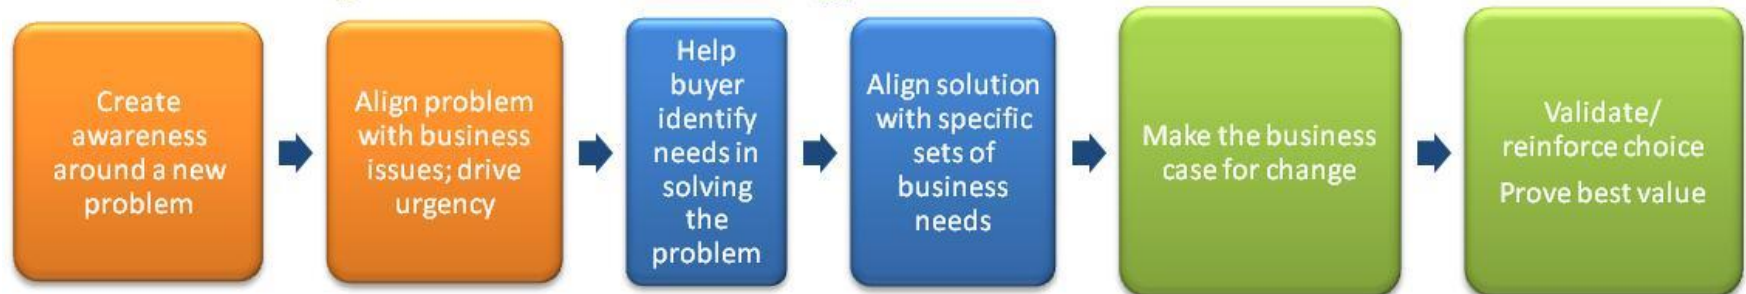 Create
awareness
around a new
problem
Align problem
with business
issues; drive
urgency
Help
buyer
identify
needs in
solving
the
problem
Align solution
with specific
sets of
business
needs
Make the business
case for change
Validate/
reinforce choice
Prove best value